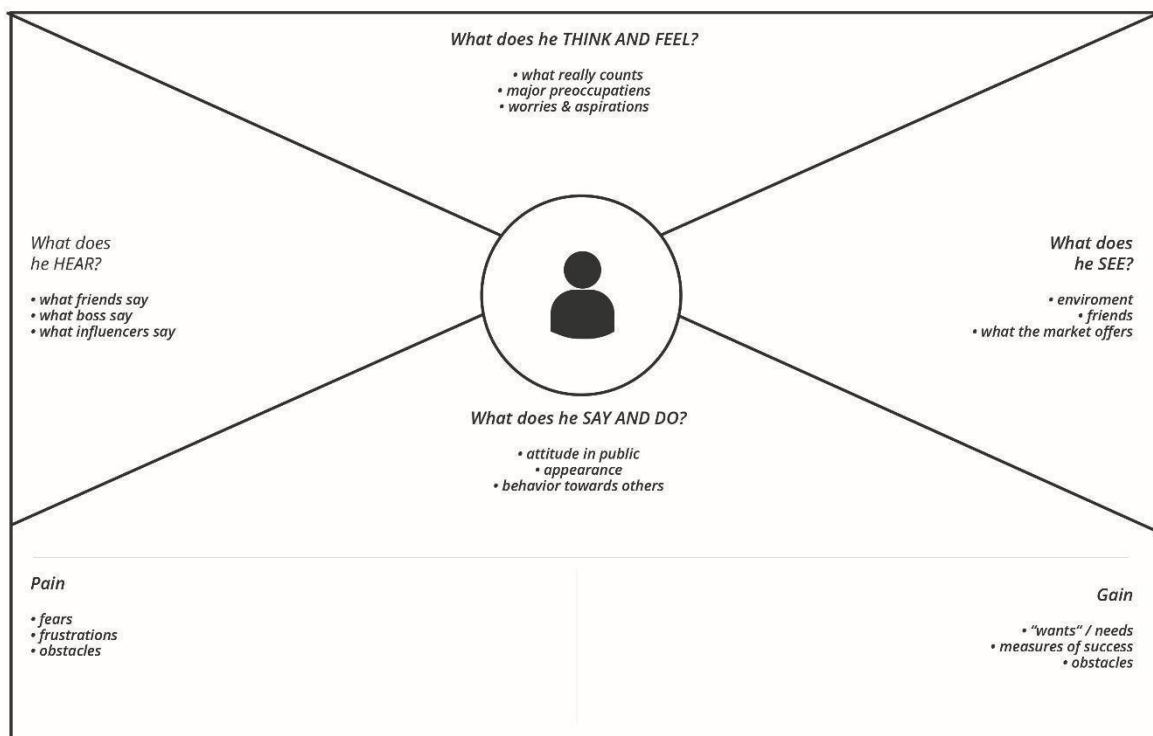 What does he THINK AND FEEL?
• what really counts
• major preoccupatiens
• worries & aspirations
What does
he HEAR?
• what friends say
• what boss say
• what influencers say
What does
he SEE?
• enviroment
• friends
• what the market offers
What does he SAY AND DO?
• attitude in public
• appearance
• behavior towards others
Pain
• fears
• frustrations
• obstacles
Gain
• “wants“ / needs
• measures of success
• obstacles